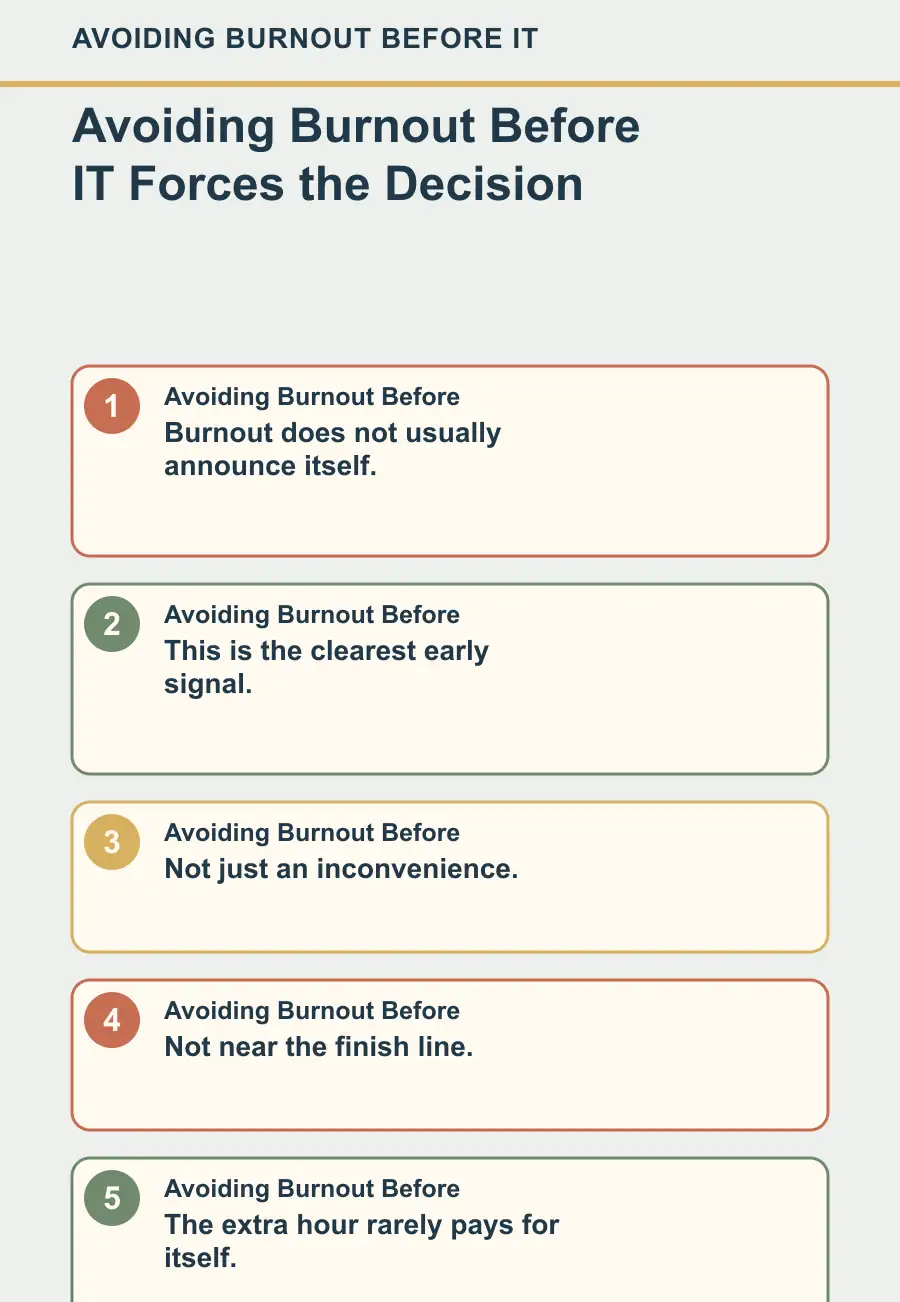 AVOIDING BURNOUT BEFORE IT
Avoiding Burnout Before
IT Forces the Decision
1
Avoiding Burnout Before
Burnout does not usually
announce itself.
2
Avoiding Burnout Before
This is the clearest early
signal.
3
Avoiding Burnout Before
Not just an inconvenience.
4
Avoiding Burnout Before
Not near the finish line.
5
Avoiding Burnout Before
The extra hour rarely pays for
itself.